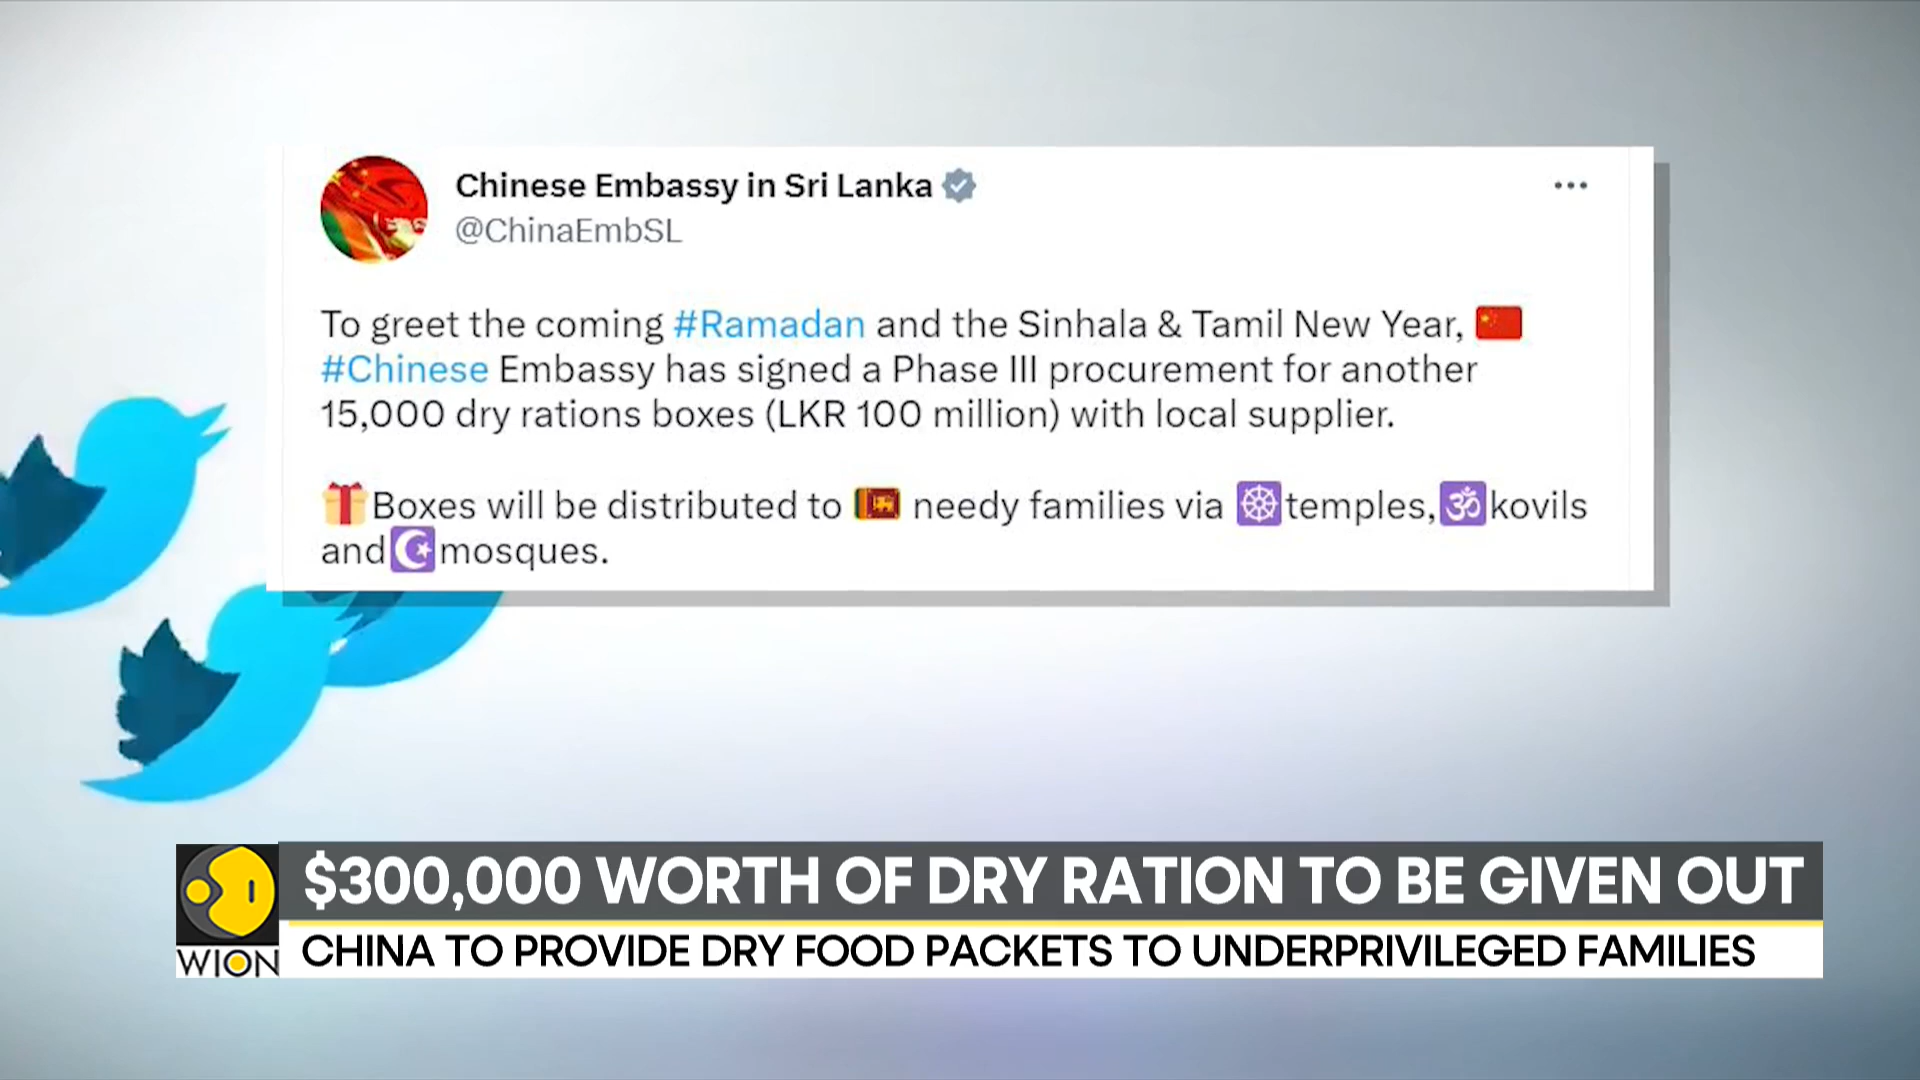 Chinese Embassy in Sri Lanka
@ChinaEmbSL
To greet the coming #Ramadan and the Sinhala & Tamil New Year, 🇨🇳
#Chinese Embassy has signed a Phase III procurement for another
15,000 dry rations boxes (LKR 100 million) with local supplier.
🎁Boxes will be distributed to 🇱🇰 needy families via ☸️temples,🕉️kovils
and☪️mosques.
$300,000 WORTH OF DRY RATION TO BE GIVEN OUT
CHINA TO PROVIDE DRY FOOD PACKETS TO UNDERPRIVILEGED FAMILIES
WION